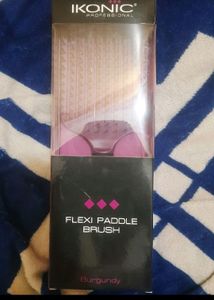 IKONIC
PROFESSIONAL
FLEXI PADDLE
BRUSH
Burgundy